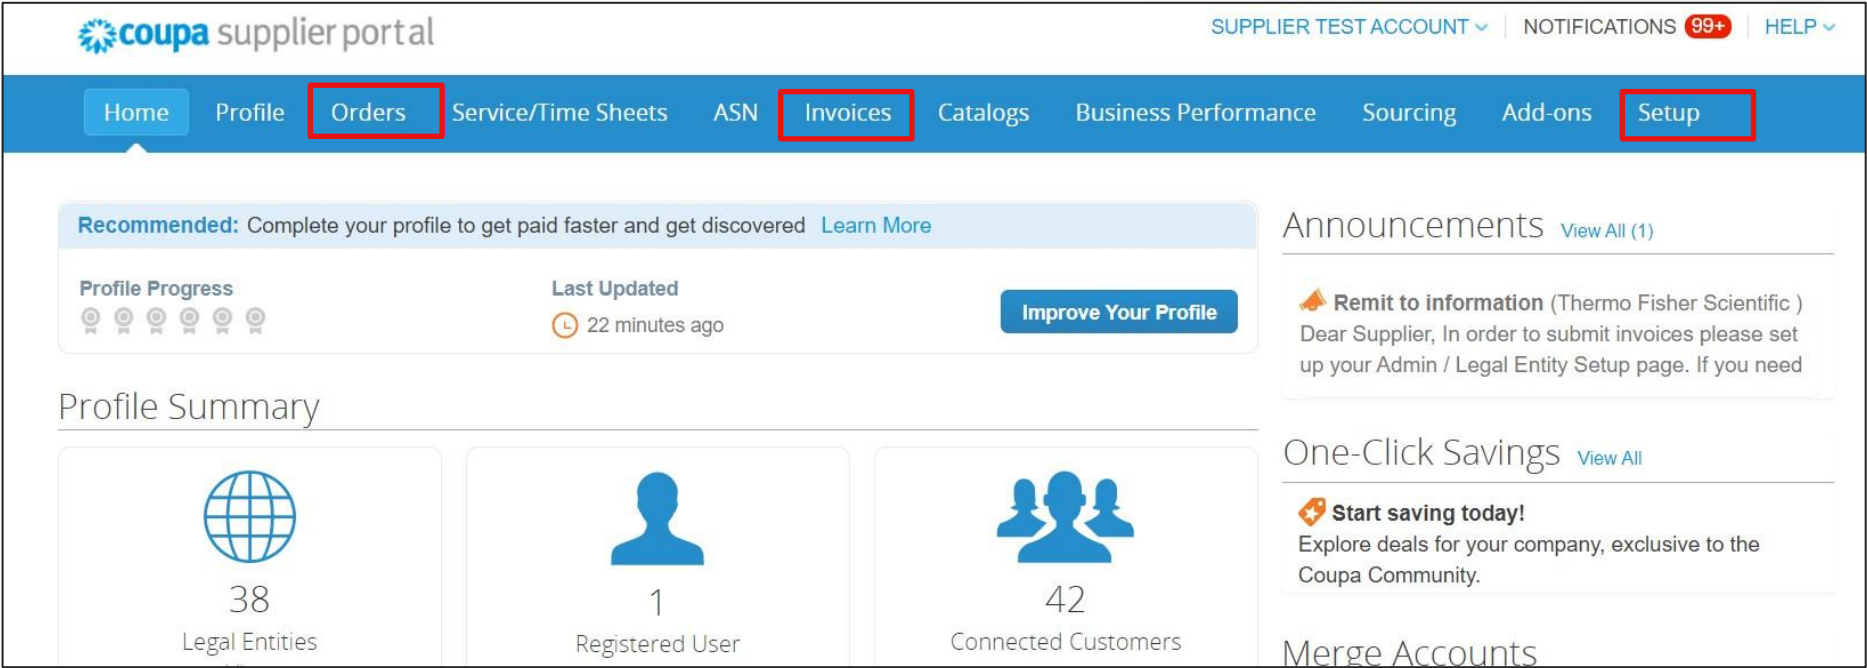 coupa supplier portal
SUPPLIER TEST ACCOUNT
NOTIFICATIONS 99+
HELP
Home Profile Orders Service/Time Sheets ASN Invoices Catalogs Business Performance Sourcing Add-ons Setup
Recommended: Complete your profile to get paid faster and get discovered Learn More
Profile Progress
Last Updated
22 minutes ago
Improve Your Profile
Profile Summary
38
Legal Entities
1
Registered User
42
Connected Customers
Announcements View All (1)
Remit to information (Thermo Fisher Scientific )
Dear Supplier, In order to submit invoices please set
up your Admin / Legal Entity Setup page. If you need
One-Click Savings View All
Start saving today!
Explore deals for your company, exclusive to the
Coupa Community.
Merge Accounts